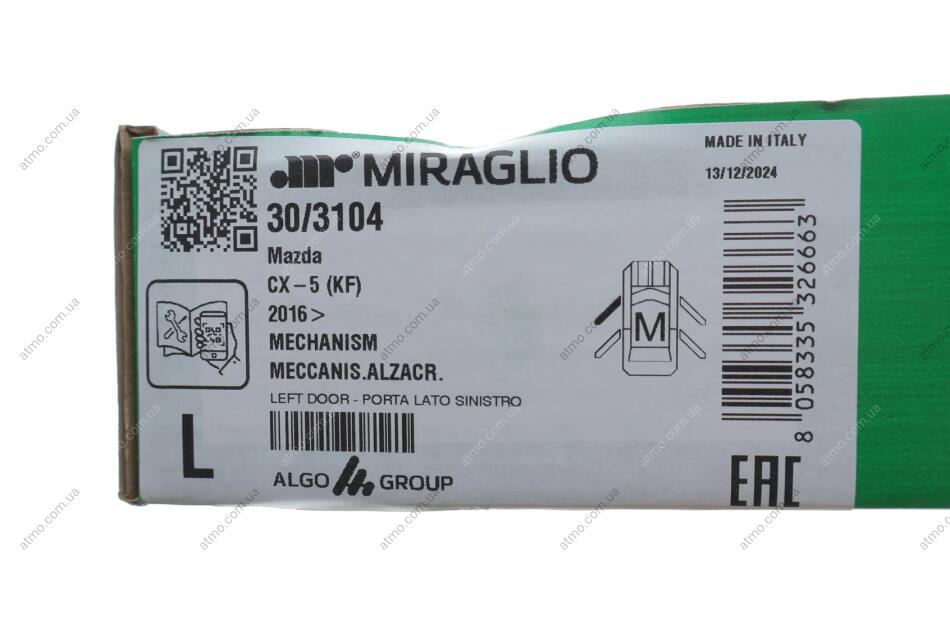 MIRAGLIO
MADE IN ITALY
13/12/2024
30/3104
Mazda
CX-5 (KF)
2016 >
MECHANISM
MECCANIS.ALZACR.
LEFT DOOR - PORTA LATO SINISTRO
L
M
ALGO GROUP
8 058335 326663
EAC
atmo.com.ua